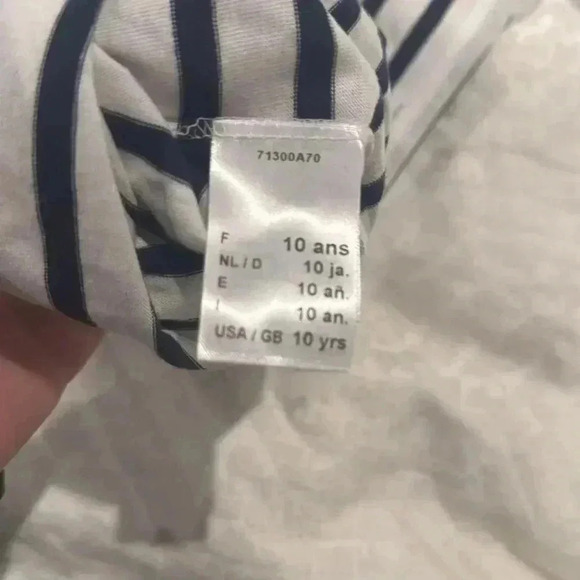 71300A70
F 10 ans
NL / D 10 ja.
E 10 añ.
I 10 an.
USA / GB 10 yrs